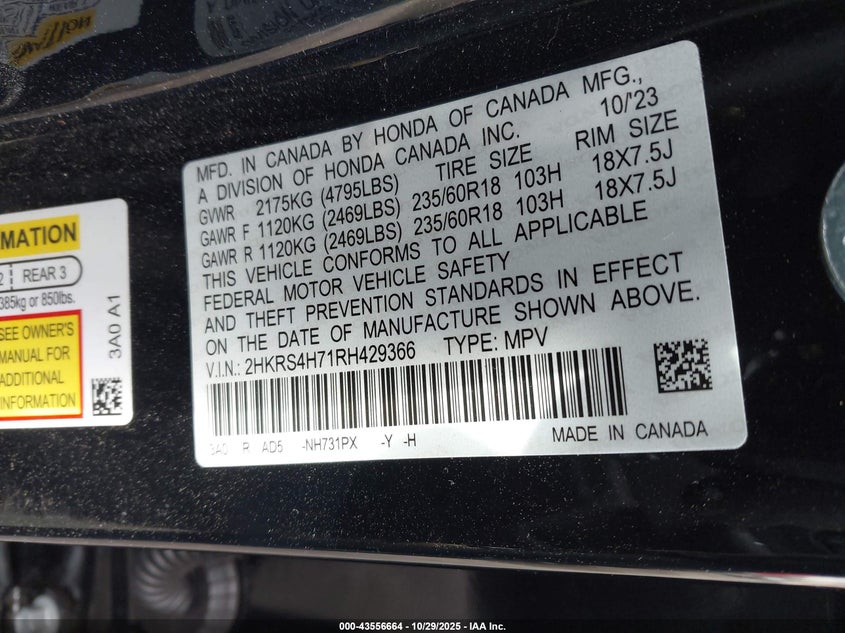 MFD. IN CANADA BY HONDA OF CANADA MFG.,
A DIVISION OF HONDA CANADA INC. 10/'23
GVWR 2175KG (4795LBS) TIRE SIZE RIM SIZE
GAWR F 1120KG (2469LBS) 235/60R18 103H 18X7.5J
GAWR R 1120KG (2469LBS) 235/60R18 103H 18X7.5J
THIS VEHICLE CONFORMS TO ALL APPLICABLE
FEDERAL MOTOR VEHICLE SAFETY
AND THEFT PREVENTION STANDARDS IN EFFECT
ON THE DATE OF MANUFACTURE SHOWN ABOVE.
V.I.N.: 2HKRS4H71RH429366 TYPE: MPV
3A0 R AD5 -NH731PX -Y -H MADE IN CANADA
MATION
2 REAR 3
385kg or 850lbs.
SEE OWNER'S
MANUAL FOR
ADDITIONAL
INFORMATION
3A0 A1
000-43556664 - 10/29/2025 - IAA Inc.